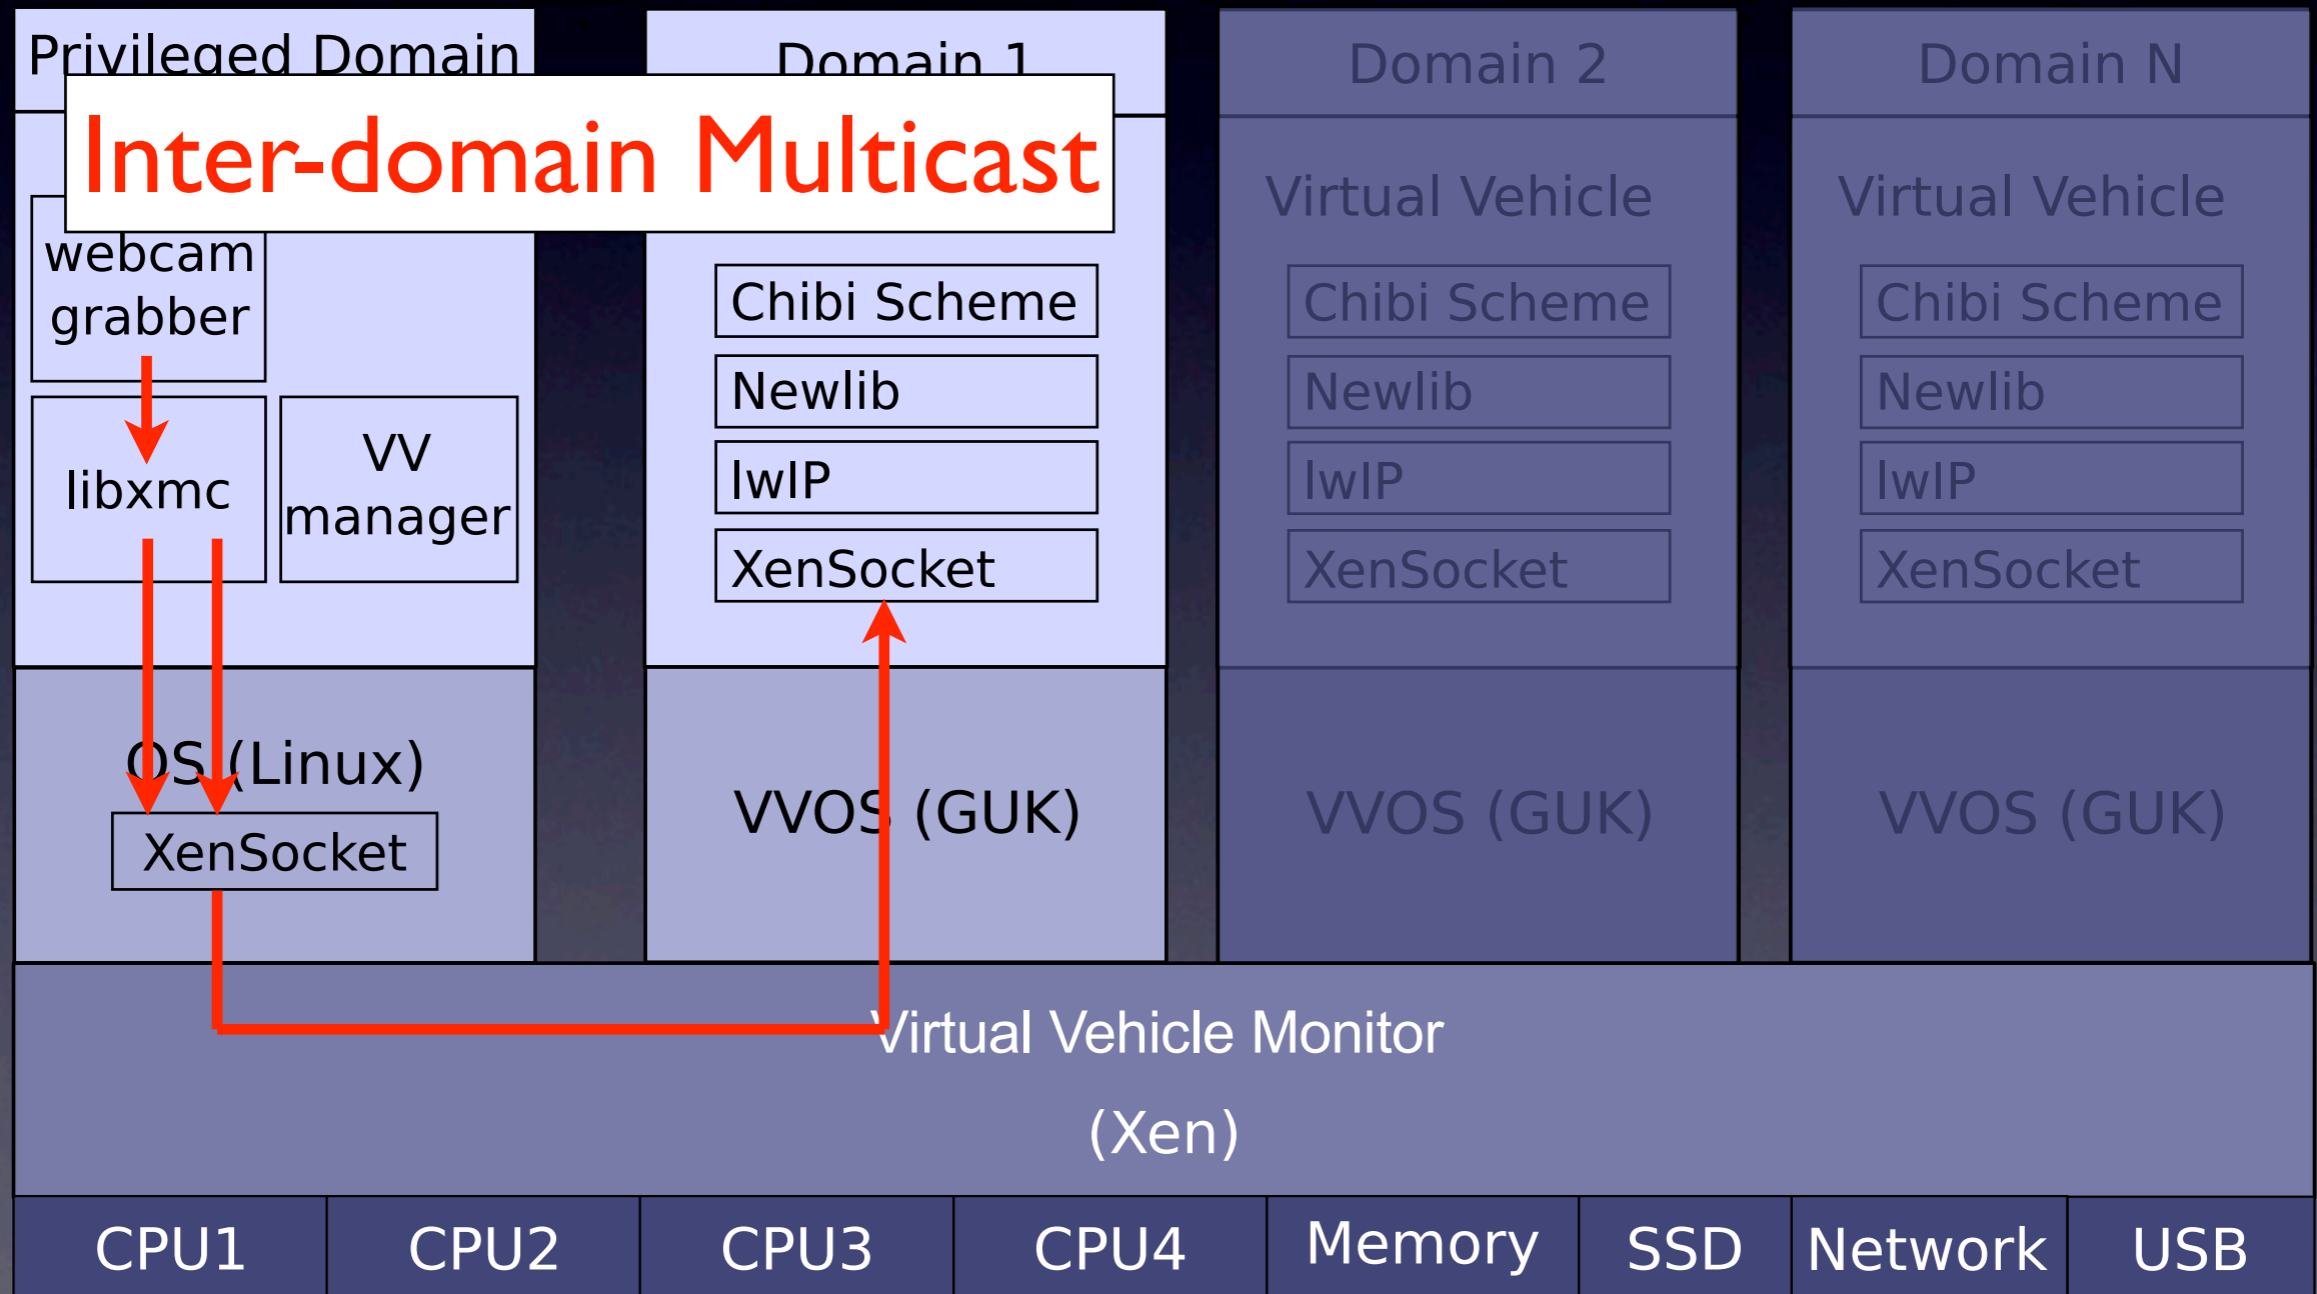 Privileged Domain
Domain 1
Domain 2
Domain N
Inter-domain Multicast
webcam
grabber
libxmc
VV
manager
OS (Linux)
XenSocket
Chibi Scheme
Newlib
lwIP
XenSocket
VVOS (GUK)
Virtual Vehicle
Chibi Scheme
Newlib
lwIP
XenSocket
VVOS (GUK)
Virtual Vehicle
Chibi Scheme
Newlib
lwIP
XenSocket
VVOS (GUK)
Virtual Vehicle Monitor
(Xen)
CPU1
CPU2
CPU3
CPU4
Memory
SSD
Network
USB